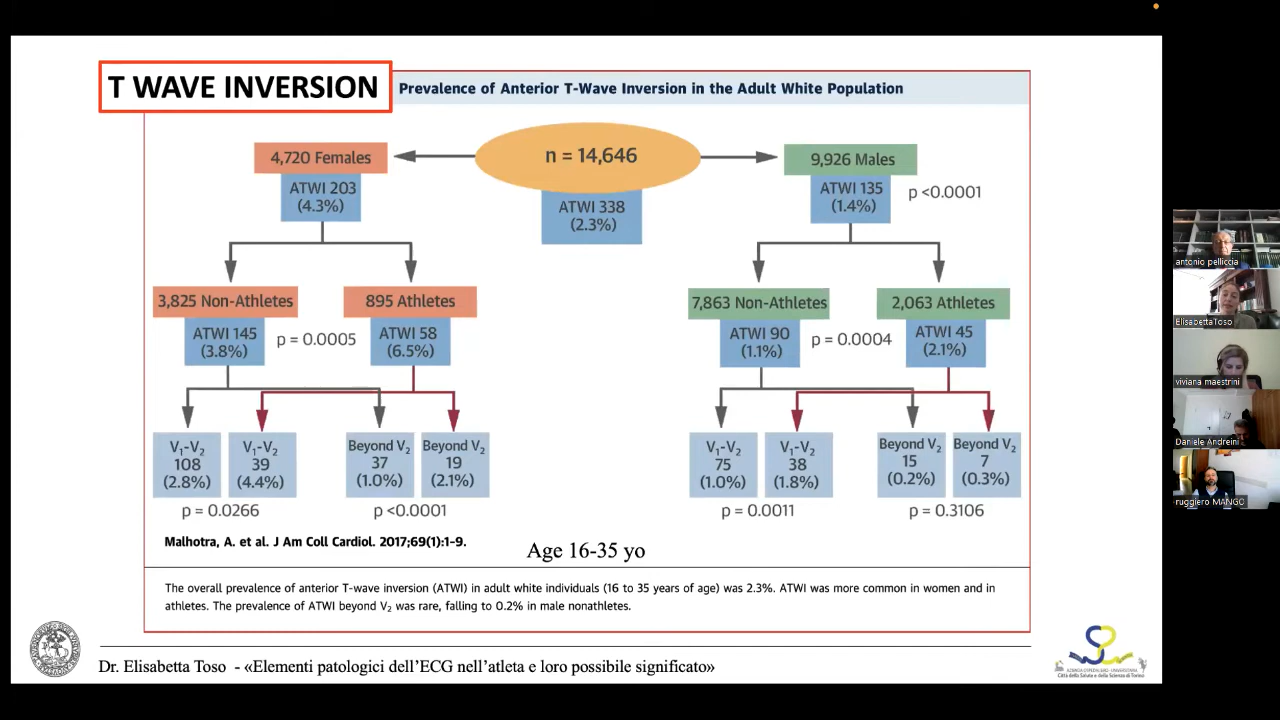 T WAVE INVERSION
Prevalence of Anterior T-Wave Inversion in the Adult White Population
n = 14,646
ATWI 338
(2.3%)
4,720 Females
ATWI 203
(4.3%)
9,926 Males
ATWI 135
(1.4%)
p <0.0001
3,825 Non-Athletes
ATWI 145
(3.8%)
p = 0.0005
895 Athletes
ATWI 58
(6.5%)
7,863 Non-Athletes
ATWI 90
(1.1%)
p = 0.0004
2,063 Athletes
ATWI 45
(2.1%)
V₁-V₂
108
(2.8%)
V₁-V₂
39
(4.4%)
Beyond V₂
37
(1.0%)
Beyond V₂
19
(2.1%)
V₁-V₂
75
(1.0%)
V₁-V₂
38
(1.8%)
Beyond V₂
15
(0.2%)
Beyond V₂
7
(0.3%)
p = 0.0266
p <0.0001
p = 0.0011
p = 0.3106
Malhotra, A. et al. J Am Coll Cardiol. 2017;69(1):1-9.
Age 16-35 yo
The overall prevalence of anterior T-wave inversion (ATWI) in adult white individuals (16 to 35 years of age) was 2.3%. ATWI was more common in women and in
athletes. The prevalence of ATWI beyond V₂ was rare, falling to 0.2% in male nonathletes.
Dr. Elisabetta Toso - «Elementi patologici dell’ECG nell’atleta e loro possibile significato»
antonio pelliccia
ElisabettaToso
viviana maestrini
Daniele Andreini
ruggiero MANGO